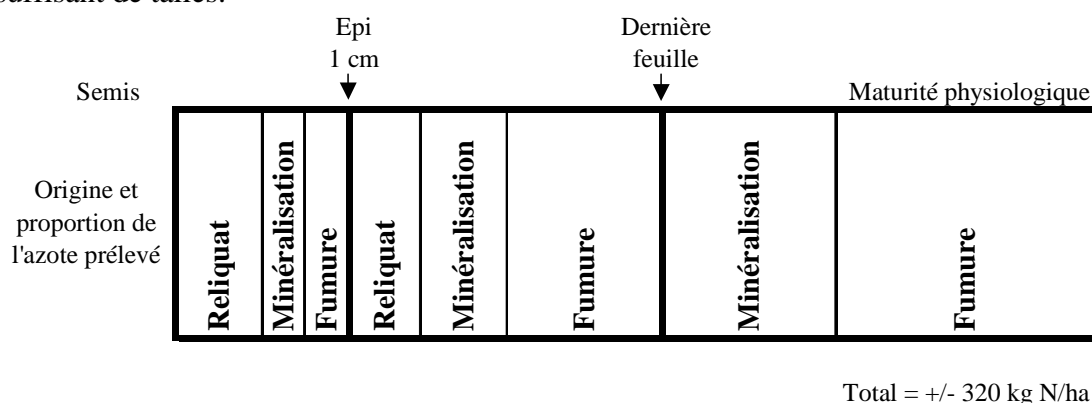 Epi
1 cm
Dernière
feuille
Semis
Maturité physiologique
Origine et
proportion de
l'azote prélevé
Reliquat
Minéralisation
Fumure
Reliquat
Minéralisation
Fumure
Minéralisation
Fumure
Total = +/- 320 kg N/ha